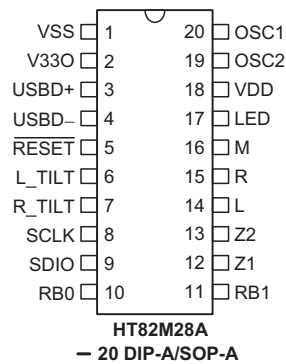 VSS 1 20 OSC1
V33O 2 19 OSC2
USBD+ 3 18 VDD
USBD– 4 17 LED
RESET 5 16 M
L_TILT 6 15 R
R_TILT 7 14 L
SCLK 8 13 Z2
SDIO 9 12 Z1
RB0 10 11 RB1
HT82M28A
– 20 DIP-A/SOP-A